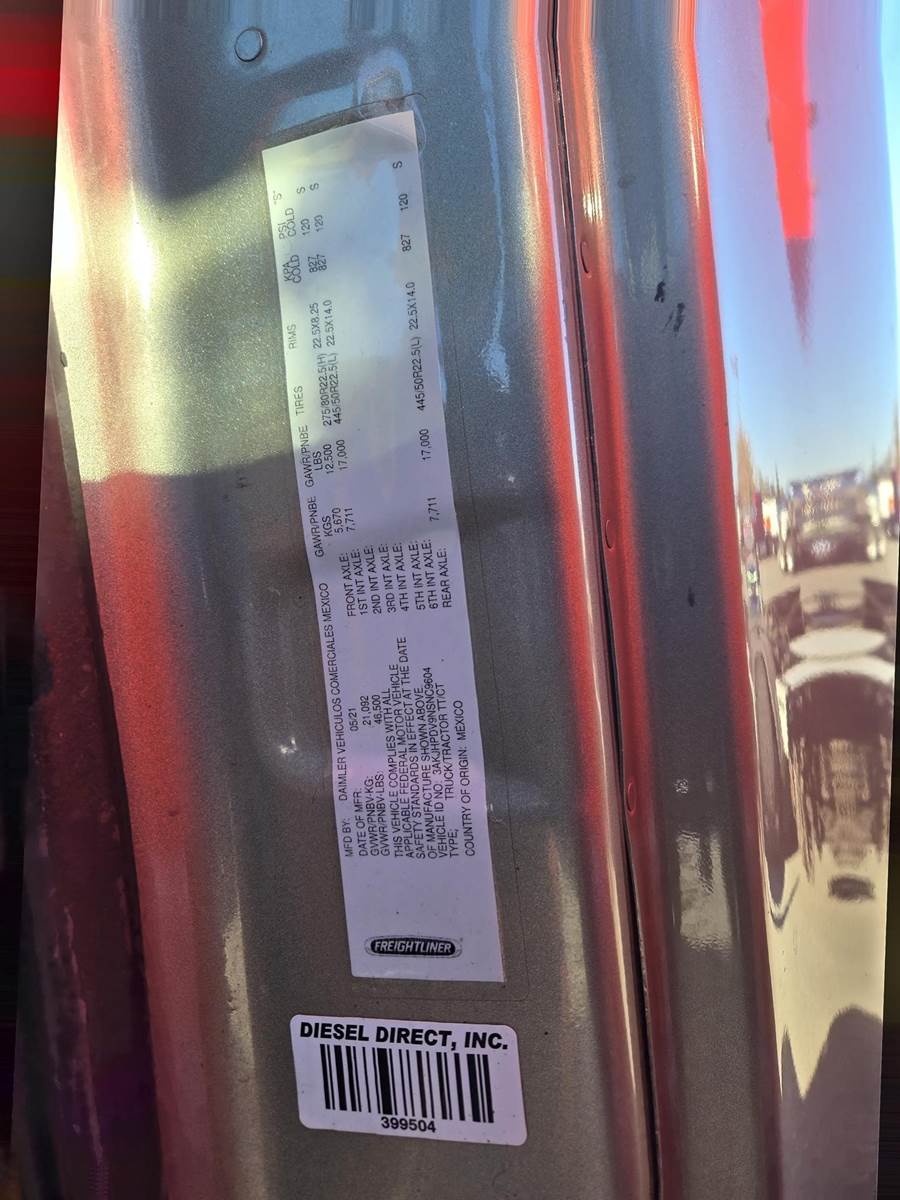 FREIGHTLINER
MFD BY: DAIMLER VEHICULOS COMERCIALES MEXICO
DATE OF MFR: 05/21
GVWR/PNBV-KG: 21,092
GVWR/PNBV-LBS: 46,500
THIS VEHICLE COMPLIES WITH ALL
APPLICABLE FEDERAL MOTOR VEHICLE
SAFETY STANDARDS IN EFFECT AT THE DATE
OF MANUFACTURE SHOWN ABOVE
VEHICLE ID NO: 3AKJHPDV9NSNC9604
TYPE: TRUCK/TRACTOR TT/CT
COUNTRY OF ORIGIN: MEXICO
GAWR/PNBE GAWR/PNBE TIRES RIMS KPA PSI "S"
KGS LBS COLD COLD
FRONT AXLE: 5,670 12,500 275/80R22.5(H) 22.5X8.25 827 120 S
1ST INT AXLE: 7,711 17,000 445/50R22.5(L) 22.5X14.0 827 120 S
2ND INT AXLE:
3RD INT AXLE:
4TH INT AXLE:
5TH INT AXLE:
6TH INT AXLE:
REAR AXLE: 7,711 17,000 445/50R22.5(L) 22.5X14.0 827 120 S
DIESEL DIRECT, INC.
399504